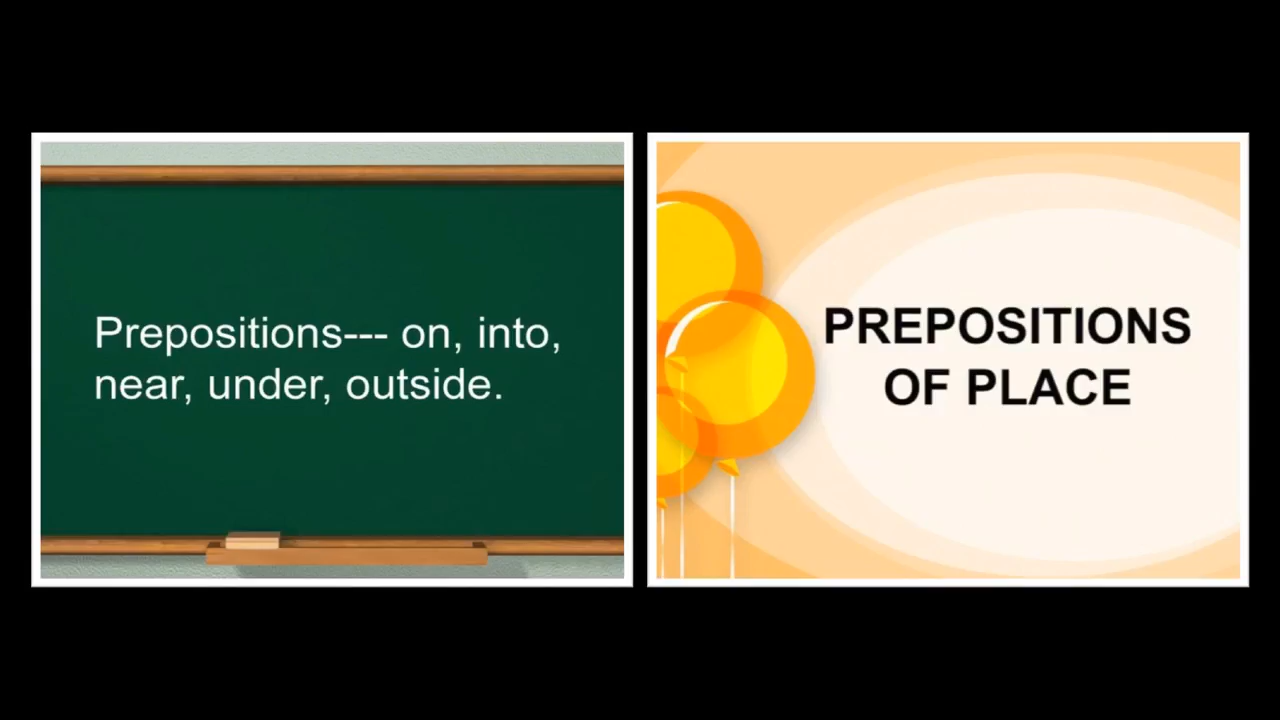 Prepositions--- on, into,
near, under, outside.
PREPOSITIONS
OF PLACE